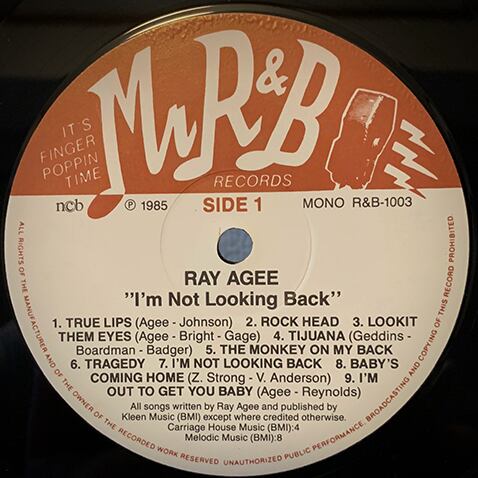 IT'S
FINGER
POPPIN
TIME
Mr R&B
RECORDS
ncb
℗ 1985
SIDE 1
MONO R&B-1003
RAY AGEE
"I'm Not Looking Back"
1. TRUE LIPS (Agee - Johnson) 2. ROCK HEAD 3. LOOKIT
THEM EYES (Agee - Bright - Gage) 4. TIJUANA (Geddins -
Boardman - Badger) 5. THE MONKEY ON MY BACK
6. TRAGEDY 7. I'M NOT LOOKING BACK 8. BABY'S
COMING HOME (Z. Strong - V. Anderson) 9. I'M
OUT TO GET YOU BABY (Agee - Reynolds)
All songs written by Ray Agee and published by
Kleen Music (BMI) except where credited otherwise.
Carriage House Music (BMI):4
Melodic Music (BMI):8
ALL RIGHTS OF THE MANUFACTURER AND OF THE OWNER OF THE RECORDED WORK RESERVED. UNAUTHORIZED PUBLIC PERFORMANCE, BROADCASTING AND COPYING OF THIS RECORD PROHIBITED.